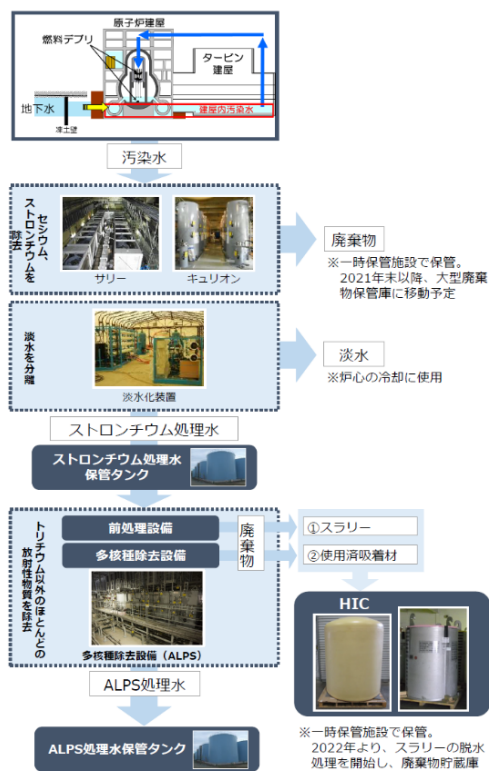 原子炉建屋
燃料デブリ
タービン
建屋
地下水
建屋内汚染水
凍土壁
汚染水
セシウム、
ストロンチウムを
除去
サリー
キュリオン
廃棄物
※一時保管施設で保管。
2021年末以降、大型廃棄
物保管庫に移動予定
淡水を分離
淡水化装置
淡水
※炉心の冷却に使用
ストロンチウム処理水
ストロンチウム処理水
保管タンク
トリチウム以外のほとんどの
放射性物質を除去
前処理設備
多核種除去設備
廃棄物
①スラリー
②使用済吸着材
多核種除去設備（ALPS）
HIC
ALPS処理水
ALPS処理水保管タンク
※一時保管施設で保管。
2022年より、スラリーの脱水
処理を開始し、廃棄物貯蔵庫